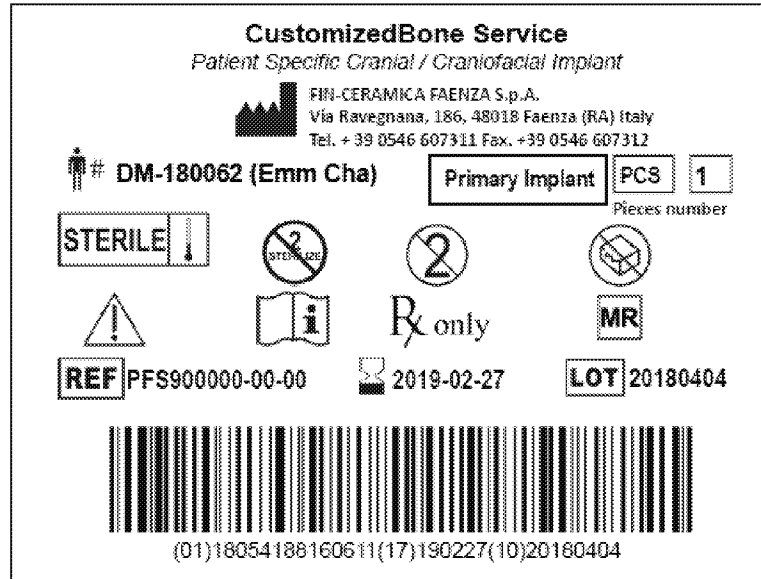 CustomizedBone Service
Patient Specific Cranial / Craniofacial Implant
FIN-CERAMICA FAENZA S.p.A.
Via Ravegnana, 186, 48018 Faenza (RA) Italy
Tel. + 39 0546 607311 Fax. +39 0546 607312
# DM-180062 (Emm Cha)
Primary Implant
PCS 1
Pieces number
STERILE
2
STERILIZE
2
i
Rx only
MR
REF PFS900000-00-00
2019-02-27
LOT 20180404
(01)18054188160611(17)190227(10)20180404